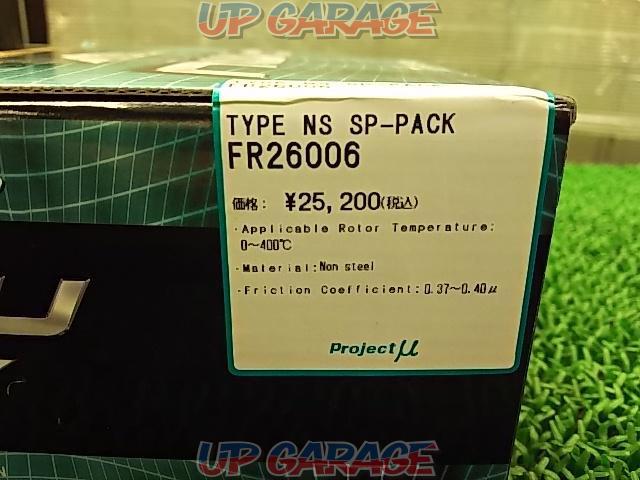 UP GARAGE
TYPE NS SP-PACK
FR26006
価格: ¥25,200(税込)
·Applicable Rotor Temperature:
0~400℃
·Material:Non steel
·Friction Coefficient:0.37~0.40μ
Project μ
UP GARAGE